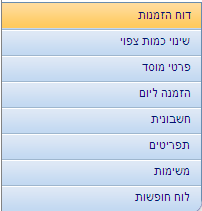 דוח הזמנות
שינוי כמות צפוי
פרטי מוסד
הזמנה ליום
חשבונית
תפריטים
משימות
לוח חופשות